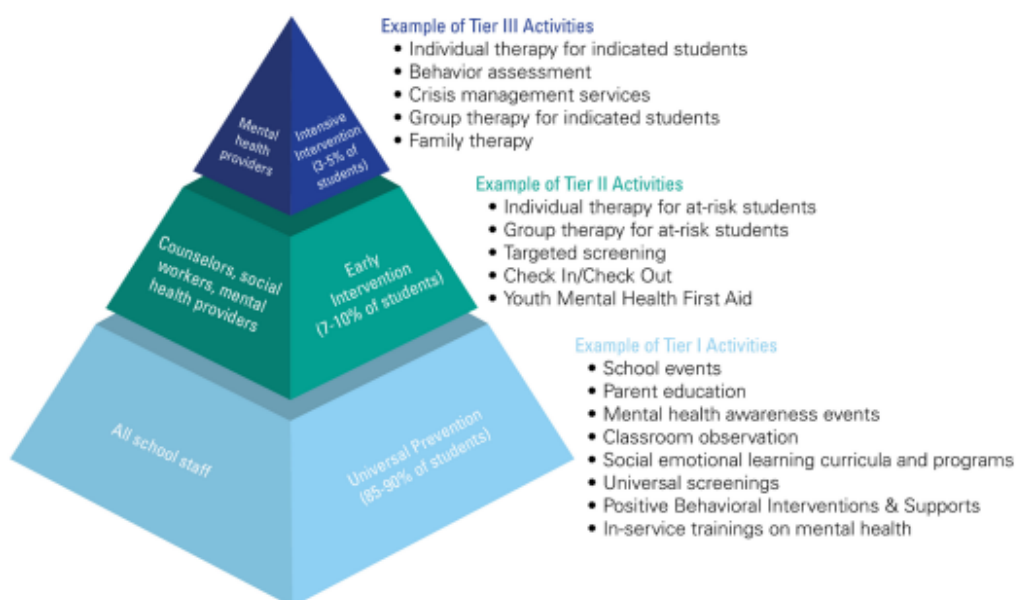 Example of Tier III Activities
• Individual therapy for indicated students
• Behavior assessment
• Crisis management services
• Group therapy for indicated students
• Family therapy
Mental
health
providers
Intensive
Intervention
(3-5% of
students)
Example of Tier II Activities
• Individual therapy for at-risk students
• Group therapy for at-risk students
• Targeted screening
• Check In/Check Out
• Youth Mental Health First Aid
Counselors, social
workers, mental
health providers
Early
Intervention
(7-10% of students)
Example of Tier I Activities
• School events
• Parent education
• Mental health awareness events
• Classroom observation
• Social emotional learning curricula and programs
• Universal screenings
• Positive Behavioral Interventions & Supports
• In-service trainings on mental health
All school staff
Universal Prevention
(85-90% of students)